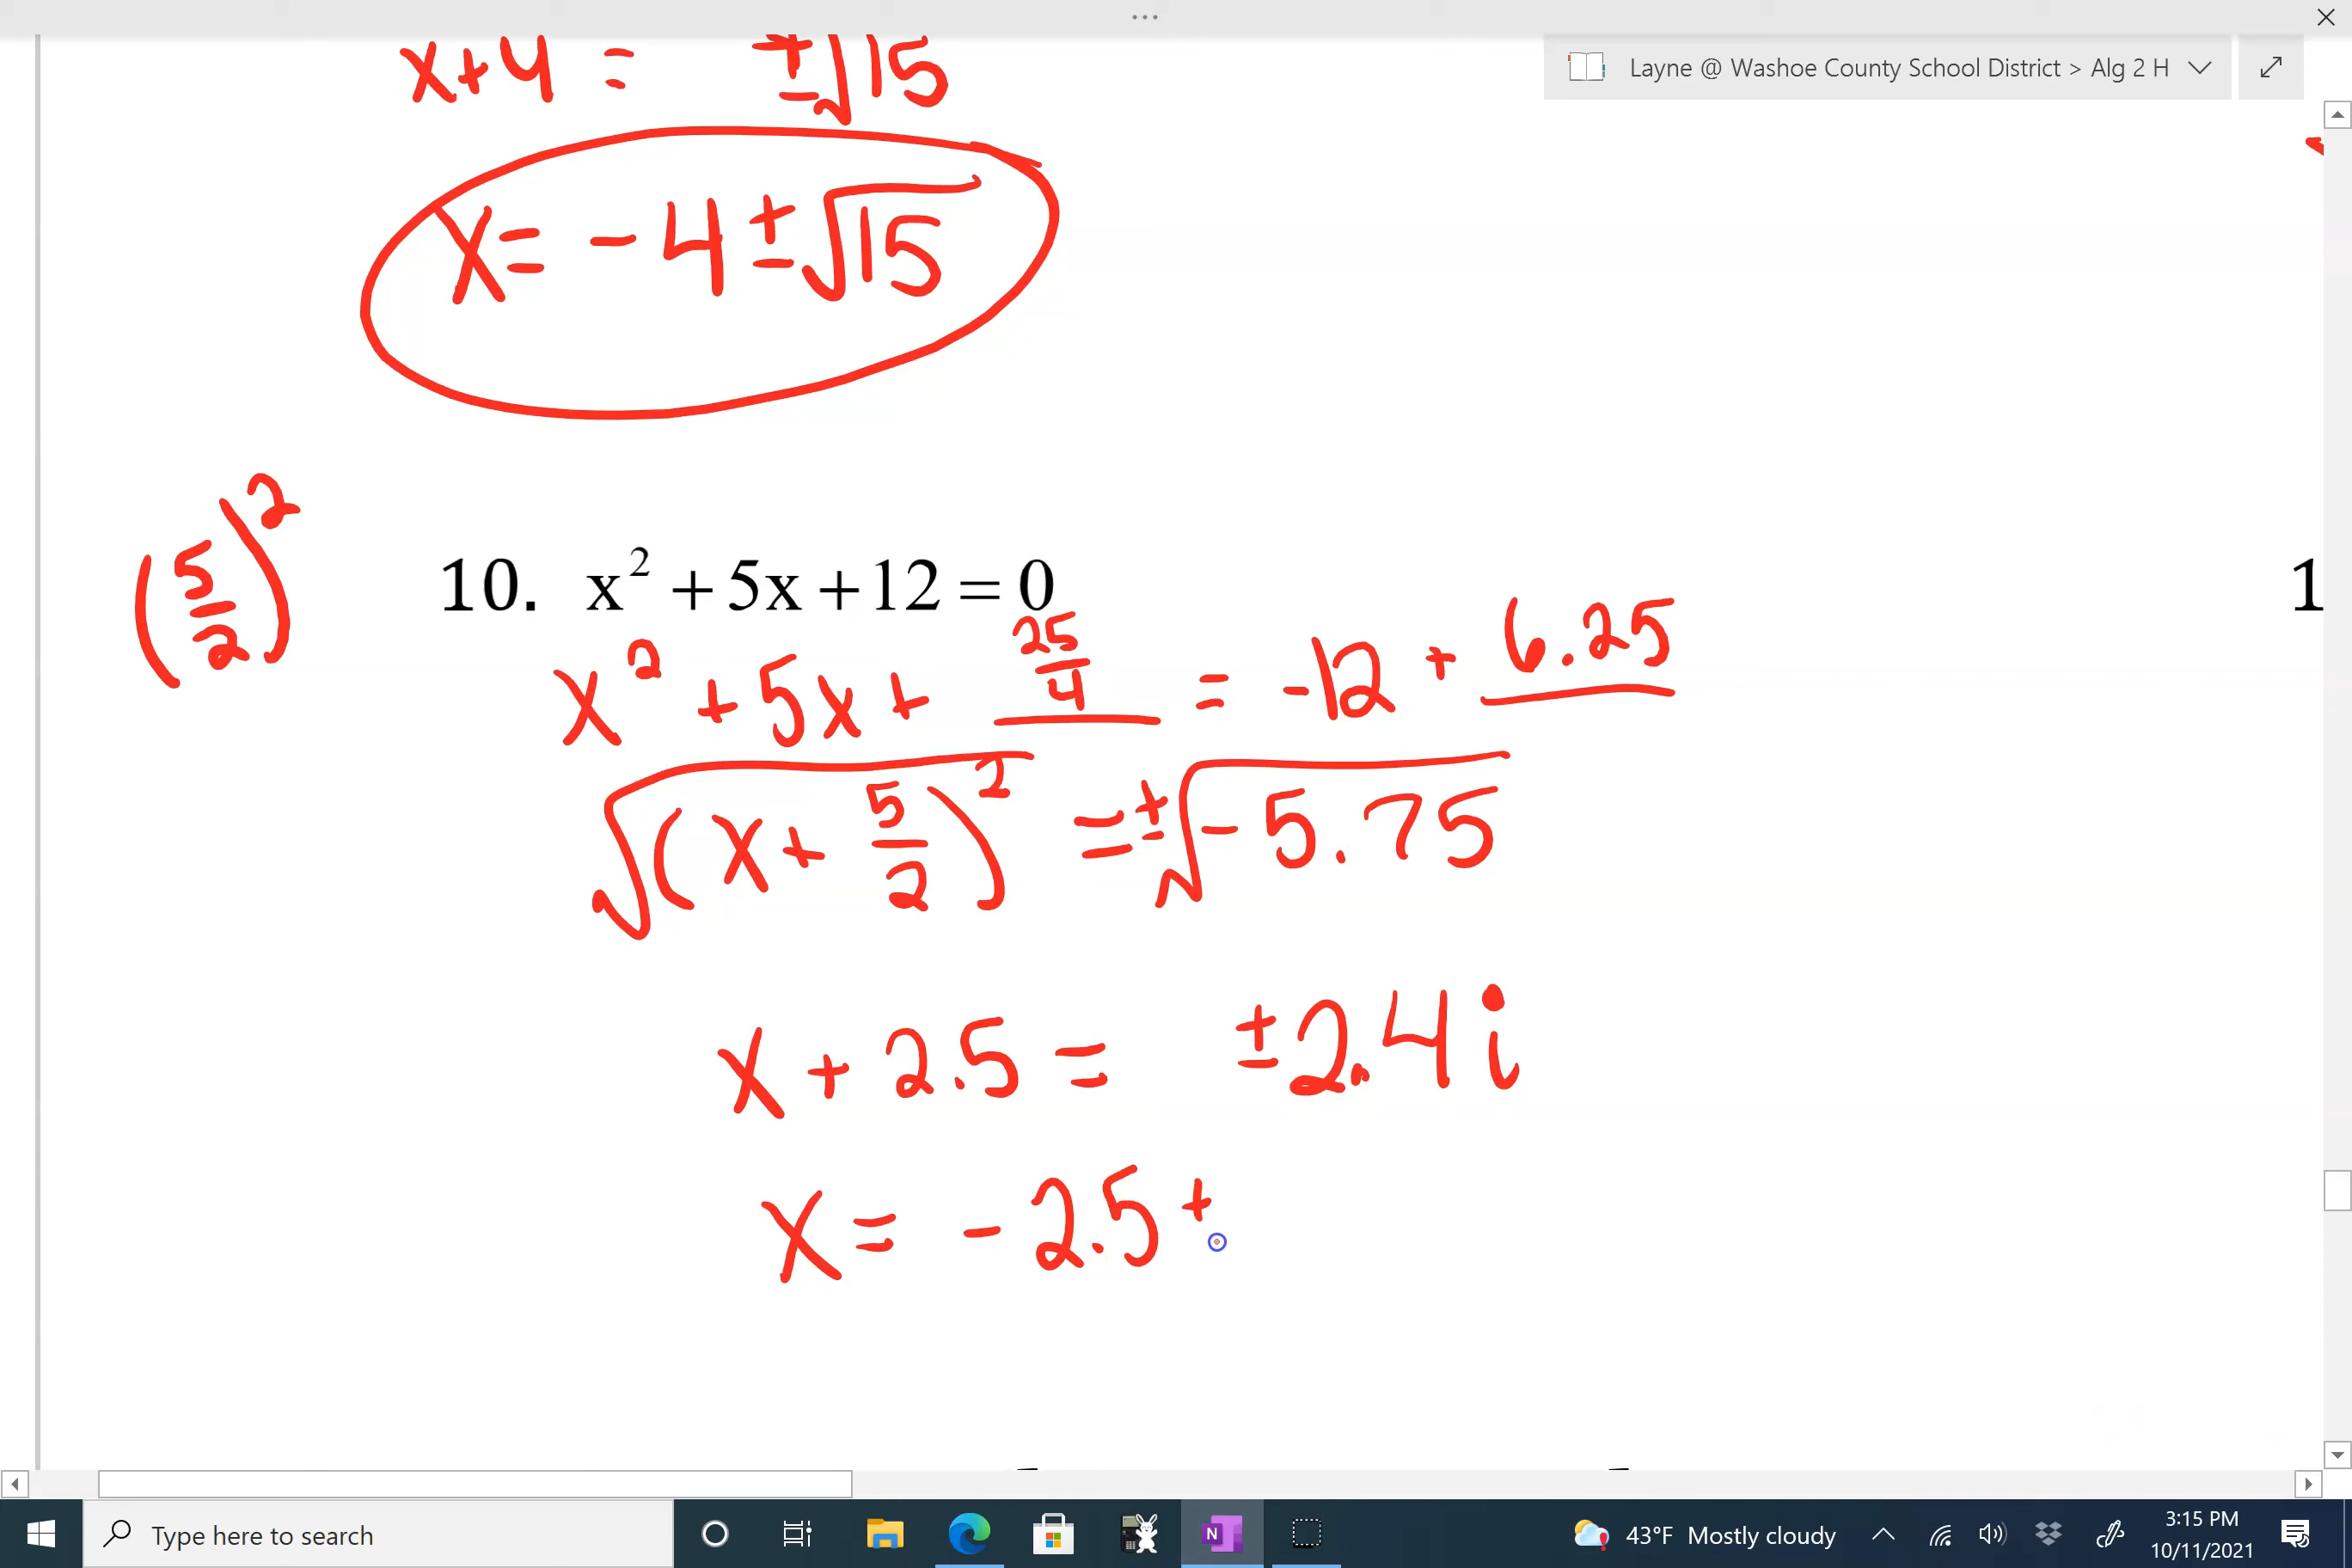 x+4 = ±√15
Layne @ Washoe County School District > Alg 2 H
x = -4 ± √15
(5/2)²
10. x² + 5x + 12 = 0
1
x² + 5x + 25/4 = -12 + 6.25
√(x + 5/2)² = ±√-5.75
x + 2.5 = ±2.4i
x = -2.5 +
Type here to search
N
43°F Mostly cloudy
3:15 PM
10/11/2021